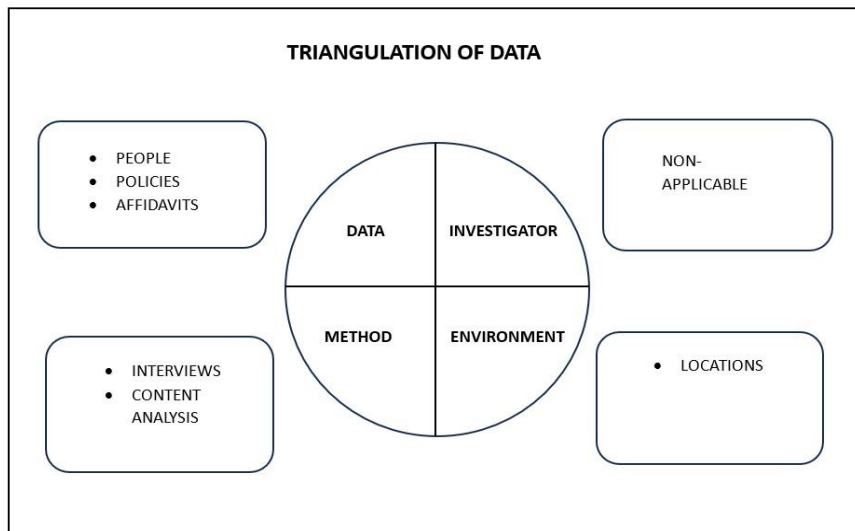 TRIANGULATION OF DATA
• PEOPLE
• POLICIES
• AFFIDAVITS
NON-
APPLICABLE
DATA
INVESTIGATOR
METHOD
ENVIRONMENT
• INTERVIEWS
• CONTENT
ANALYSIS
• LOCATIONS